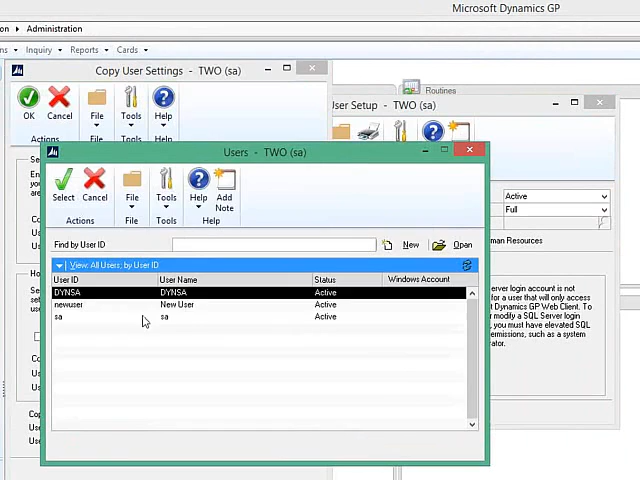 Microsoft Dynamics GP
Administration
Inquiry Reports Cards
Copy User Settings - TWO (sa)
Routines
User Setup - TWO (sa)
OK Cancel File Tools Help
Actions File Tools Help
Users - TWO (sa)
Select Cancel File Tools Help Add Note
Actions File Tools Help
Active
Full
Find by User ID New Open
man Resources
View: All Users; by User ID
User ID User Name Status Windows Account
DYNSA DYNSA Active
newuser New User Active
sa sa Active
erver login account is not
for a user that will only access
t Dynamics GP Web Client. To
modify a SQL Server login
you must have elevated SQL
ermissions, such as a system
rator.